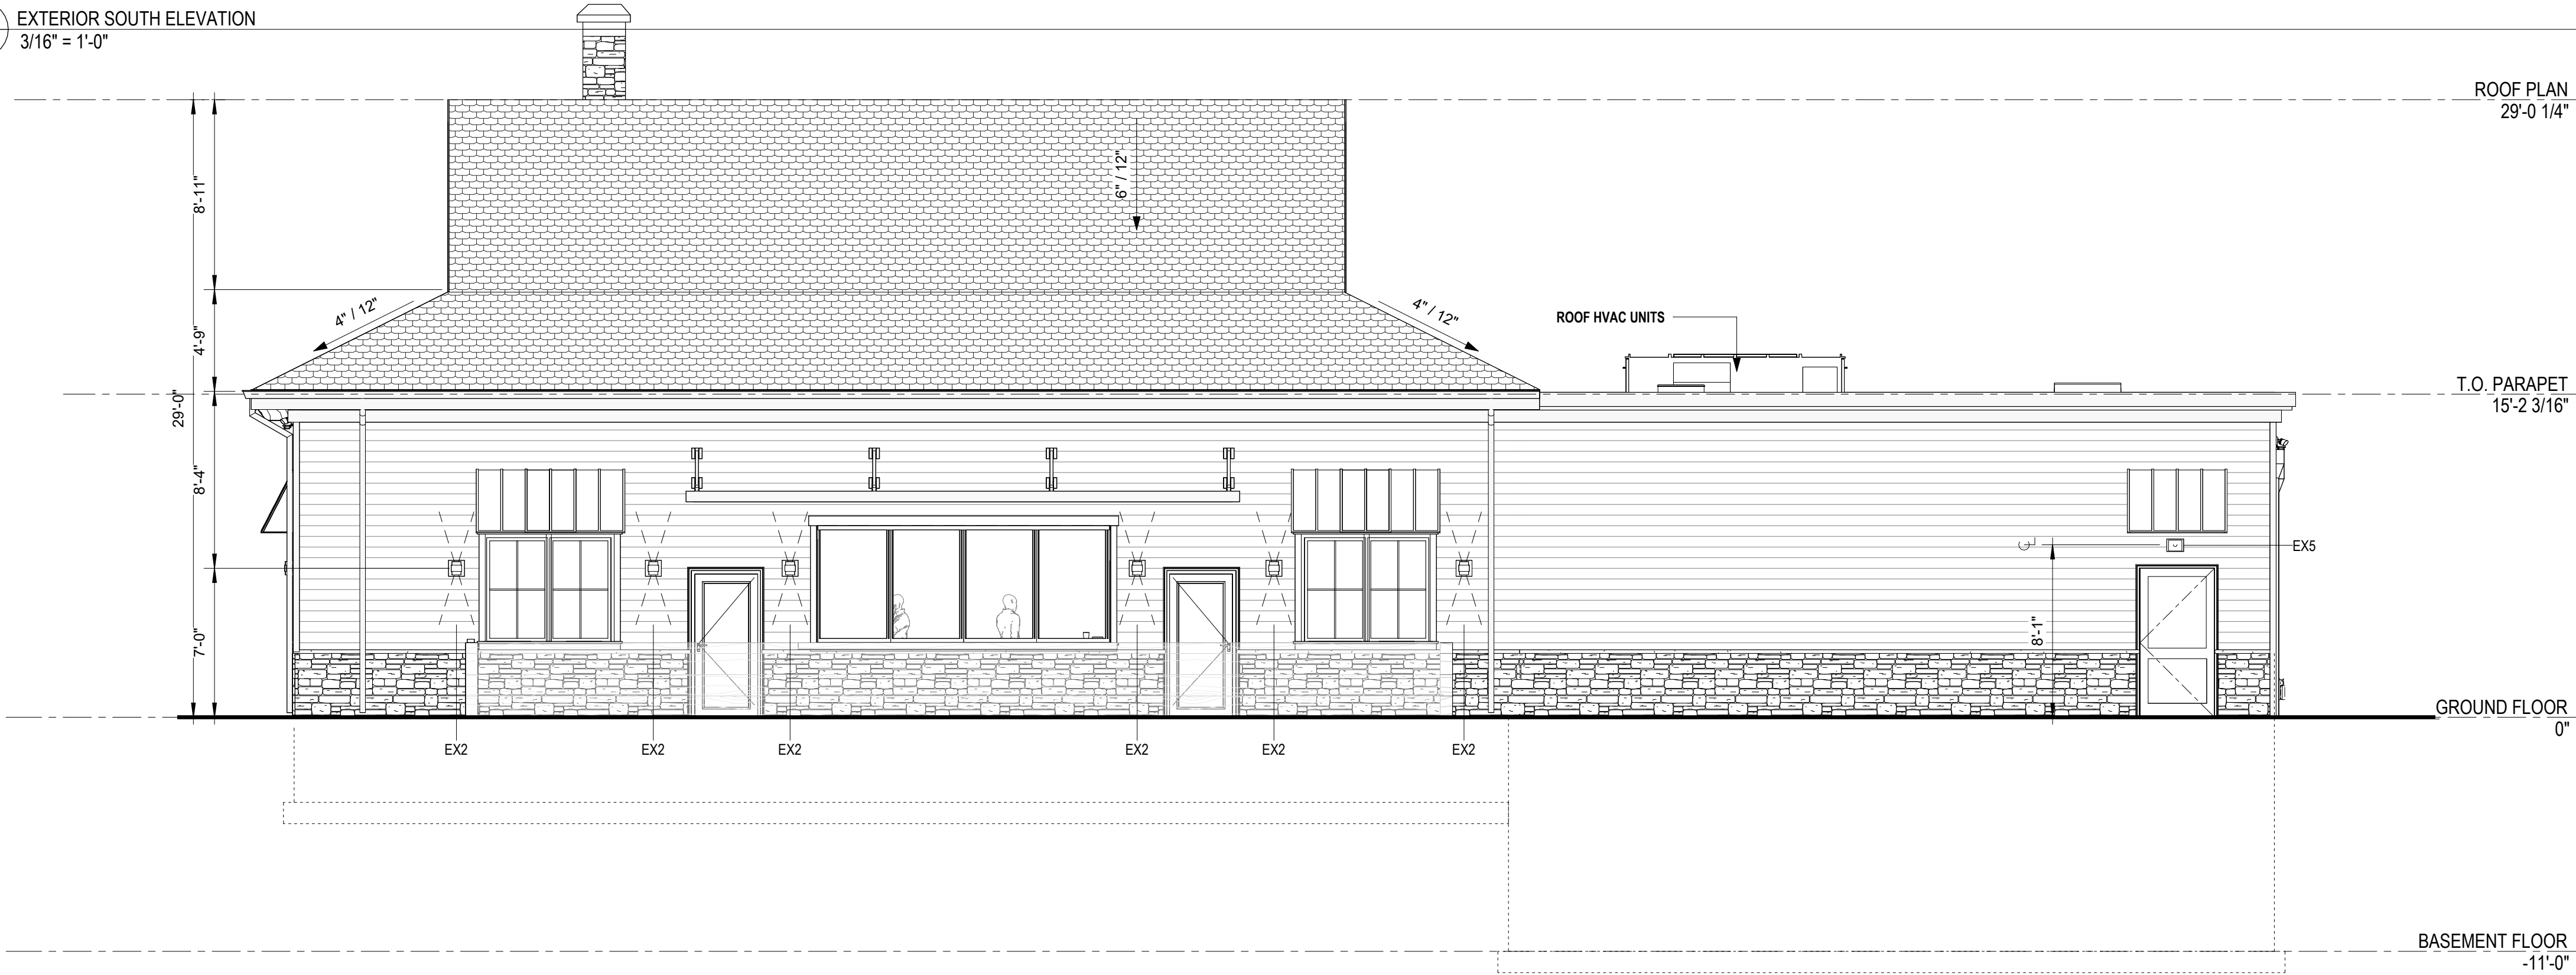 EXTERIOR SOUTH ELEVATION
3/16" = 1'-0"
ROOF PLAN
29'-0 1/4"
8'-11"
6" / 12"
4" / 12"
4" / 12"
ROOF HVAC UNITS
4'-9"
T.O. PARAPET
15'-2 3/16"
29'-0"
8'-4"
EX5
7'-0"
8'-1"
GROUND FLOOR
0"
EX2
EX2
EX2
EX2
EX2
EX2
BASEMENT FLOOR
-11'-0"